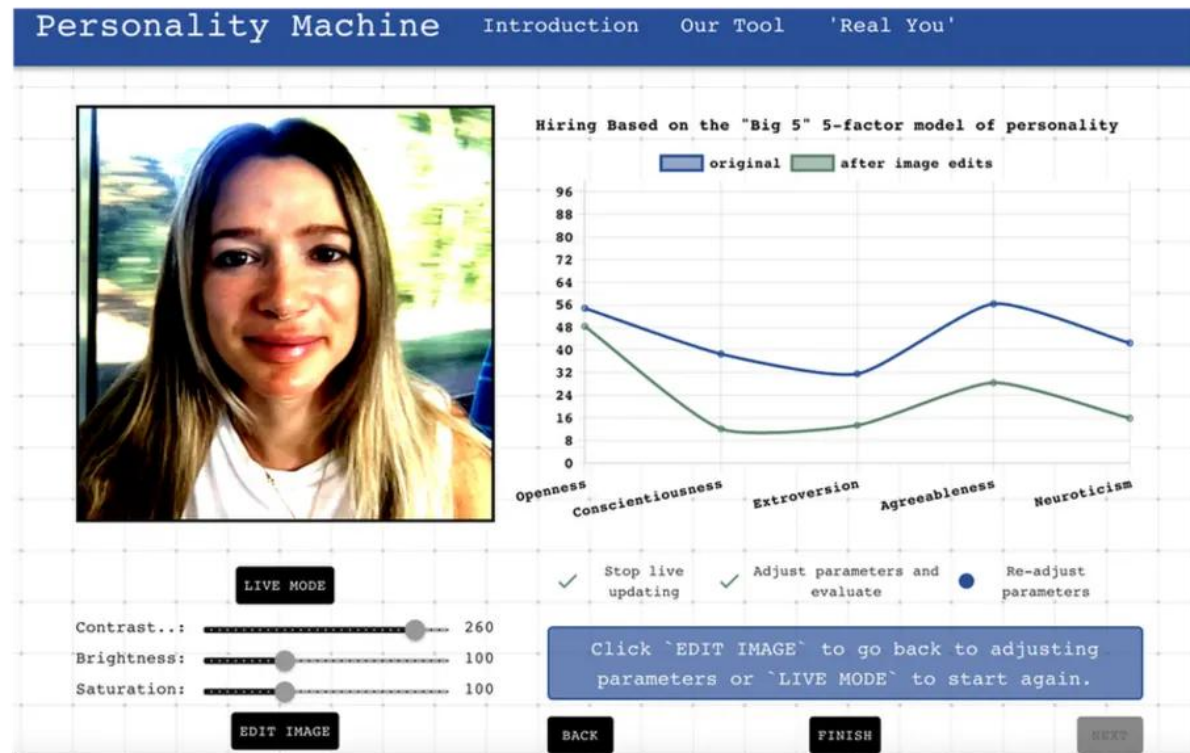 Personality Machine Introduction Our Tool 'Real You'
Hiring Based on the "Big 5" 5-factor model of personality
original after image edits
96
88
80
72
64
56
48
40
32
24
16
8
0
Openness Conscientiousness Extroversion Agreeableness Neuroticism
LIVE MODE
Contrast..: 260
Brightness: 100
Saturation: 100
EDIT IMAGE
Stop live
updating
Adjust parameters and
evaluate
Re-adjust
parameters
Click `EDIT IMAGE` to go back to adjusting
parameters or `LIVE MODE` to start again.
BACK FINISH NEXT